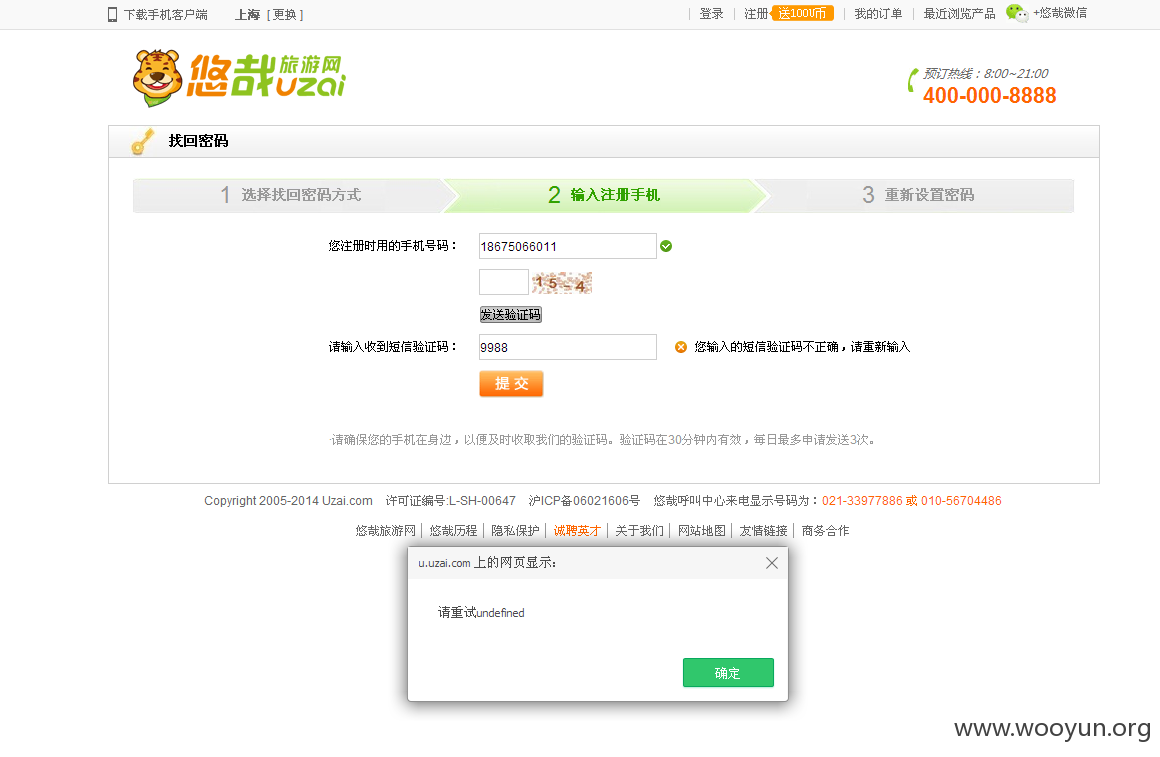 下载手机客户端 上海 [ 更换 ] 登录 注册 送100U币 我的订单 最近浏览产品 +悠哉微信
悠哉旅游网 uzai
预订热线：8:00~21:00
400-000-8888
找回密码
1 选择找回密码方式 2 输入注册手机 3 重新设置密码
您注册时用的手机号码： 18675066011
15-4
发送验证码
请输入收到短信验证码： 9988 您输入的短信验证码不正确，请重新输入
提 交
·请确保您的手机在身边，以便及时收取我们的验证码。验证码在30分钟内有效，每日最多申请发送3次。
Copyright 2005-2014 Uzai.com 许可证编号:L-SH-00647 沪ICP备06021606号 悠哉呼叫中心来电显示号码为：021-33977886 或 010-56704486
悠哉旅游网 | 悠哉历程 | 隐私保护 | 诚聘英才 | 关于我们 | 网站地图 | 友情链接 | 商务合作
u.uzai.com 上的网页显示:
请重试undefined
确定
www.wooyun.org